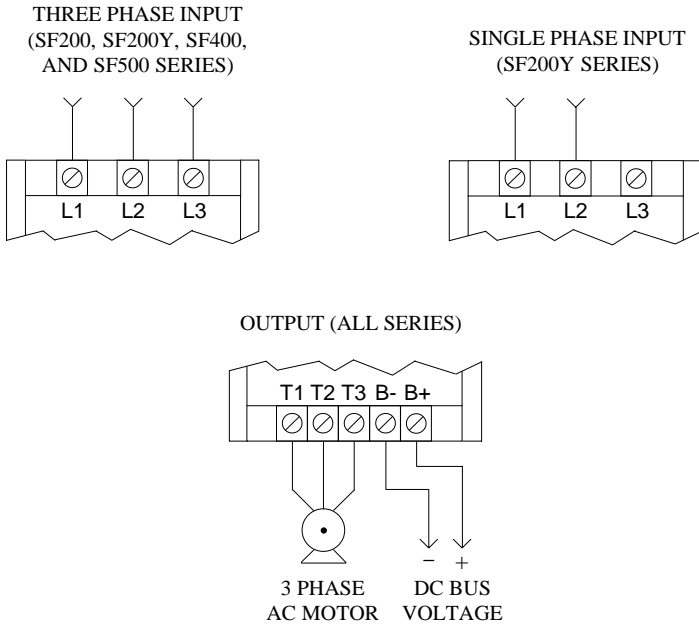 THREE PHASE INPUT
(SF200, SF200Y, SF400,
AND SF500 SERIES)
L1 L2 L3
SINGLE PHASE INPUT
(SF200Y SERIES)
L1 L2 L3
OUTPUT (ALL SERIES)
T1 T2 T3 B- B+
− +
3 PHASE
AC MOTOR
DC BUS
VOLTAGE